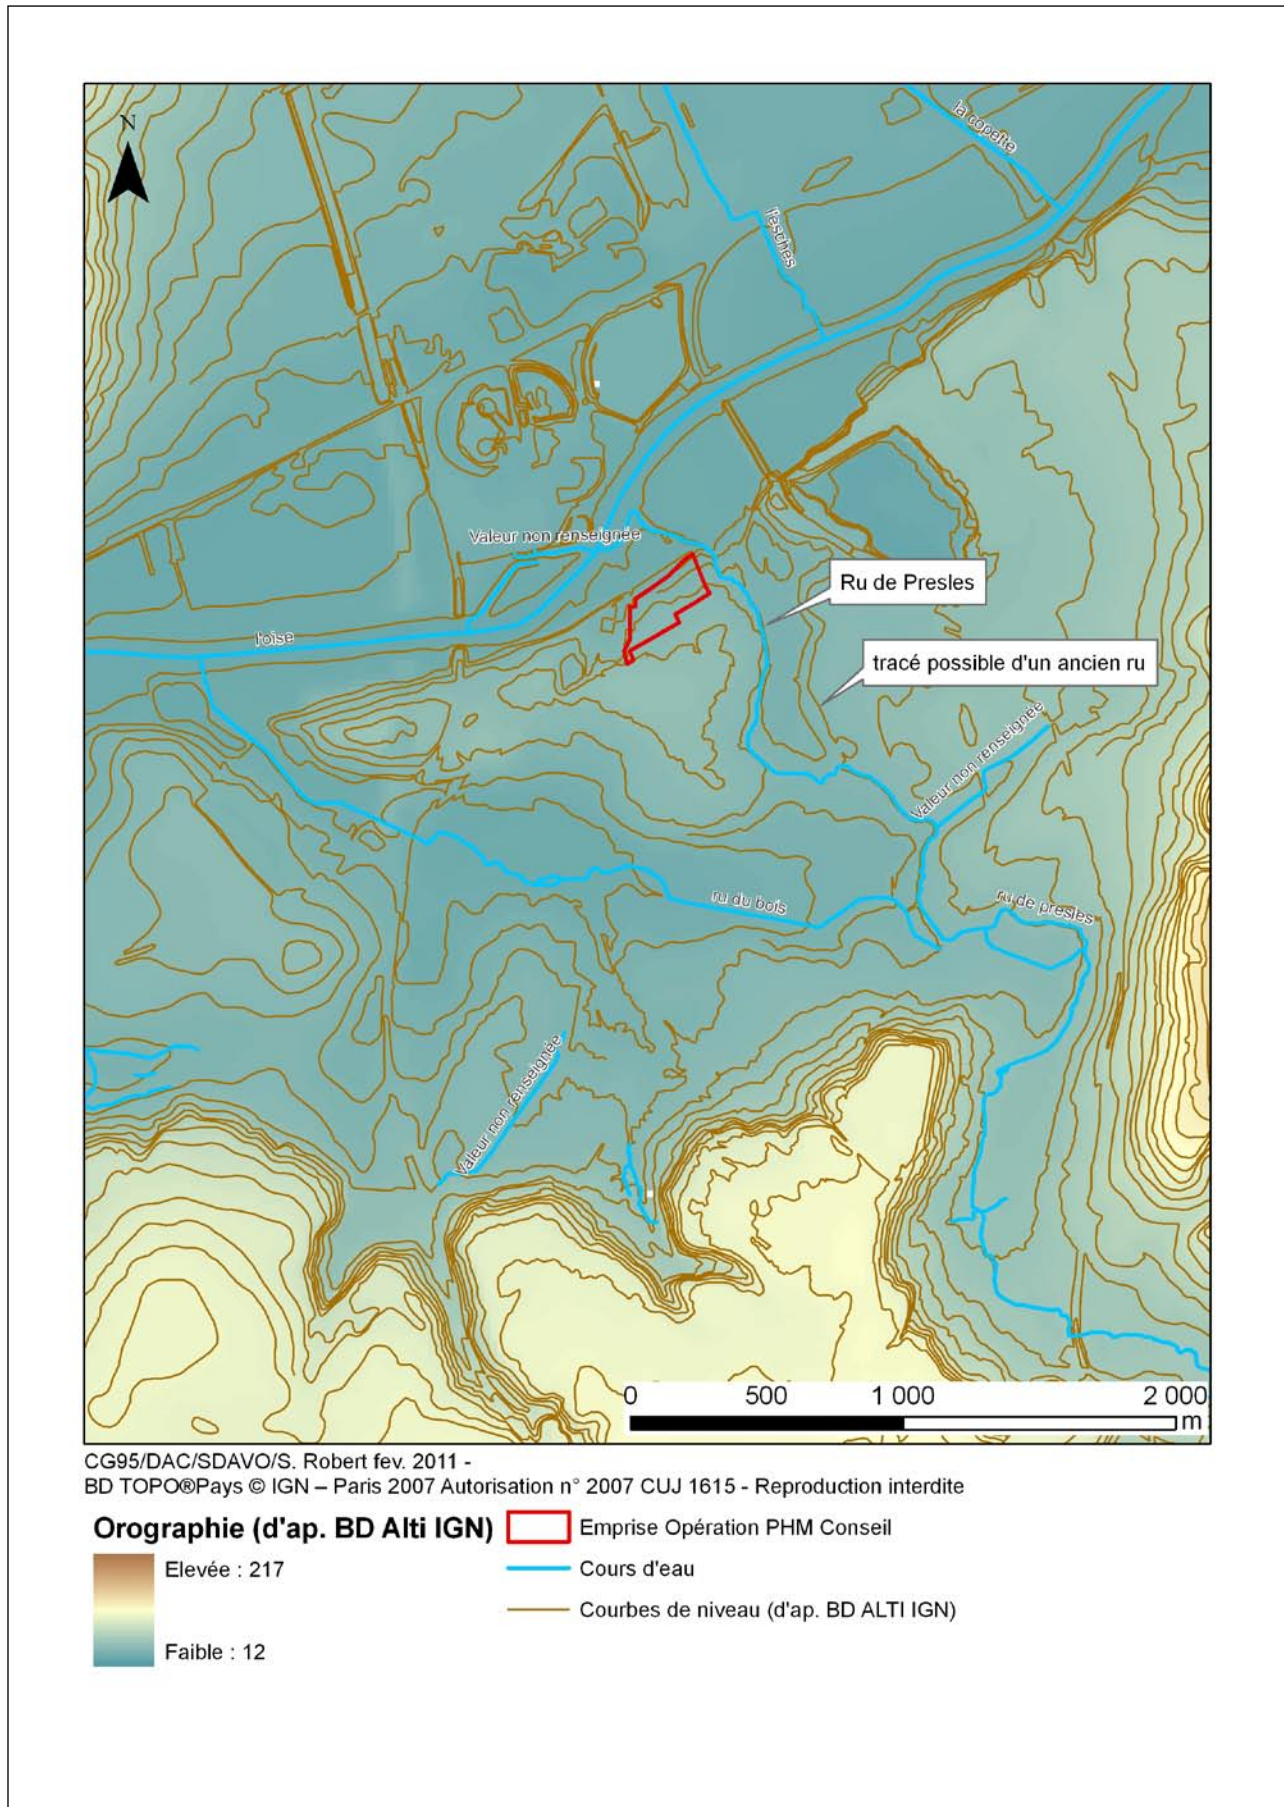 N
la copette
l'esches
Valeur non renseignée
Ru de Presles
l'oise
tracé possible d'un ancien ru
Valeur non renseignée
ru du bois
ru de presles
Valeur non renseignée
0 500 1 000 2 000
m
CG95/DAC/SDAVO/S. Robert fev. 2011 -
BD TOPO®Pays © IGN – Paris 2007 Autorisation n° 2007 CUJ 1615 - Reproduction interdite
Orographie (d'ap. BD Alti IGN)
Elevée : 217
Faible : 12
Emprise Opération PHM Conseil
Cours d'eau
Courbes de niveau (d'ap. BD ALTI IGN)